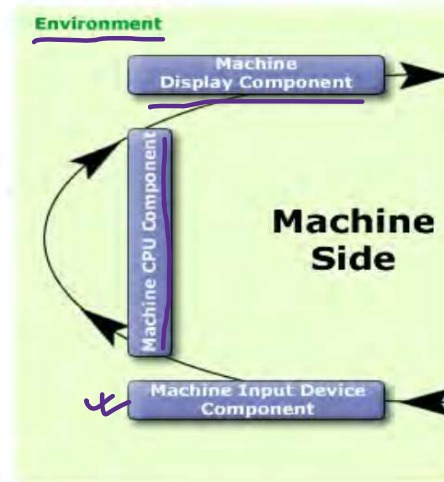 Environment
Machine
Display Component
Machine CPU Component
Machine
Side
Machine Input Device
Component